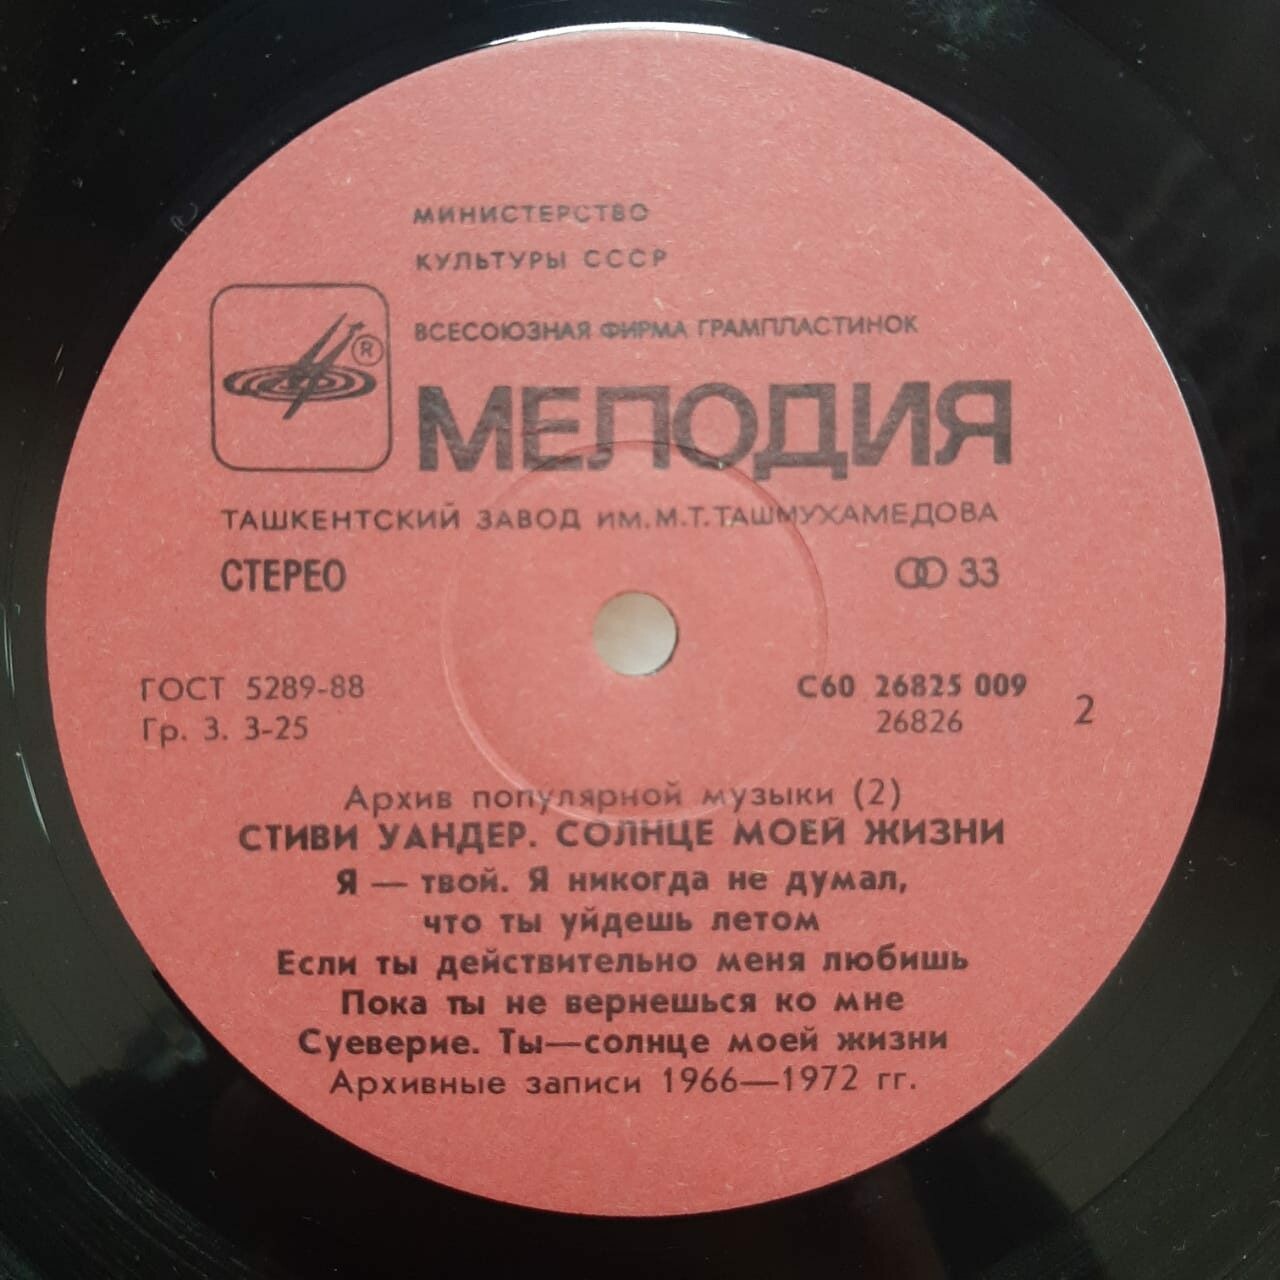 МИНИСТЕРСТВО
КУЛЬТУРЫ СССР
ВСЕСОЮЗНАЯ ФИРМА ГРАМПЛАСТИНОК
®
МЕЛОДИЯ
ТАШКЕНТСКИЙ ЗАВОД ИМ.М.Т.ТАШМУХАМЕДОВА
СТЕРЕО
33
ГОСТ 5289-88
Гр. 3. 3-25
С60 26825 009
26826
2
Архив популярной музыки (2)
СТИВИ УАНДЕР. СОЛНЦЕ МОЕЙ ЖИЗНИ
Я — твой. Я никогда не думал,
что ты уйдешь летом
Если ты действительно меня любишь
Пока ты не вернешься ко мне
Суеверие. Ты—солнце моей жизни
Архивные записи 1966—1972 гг.